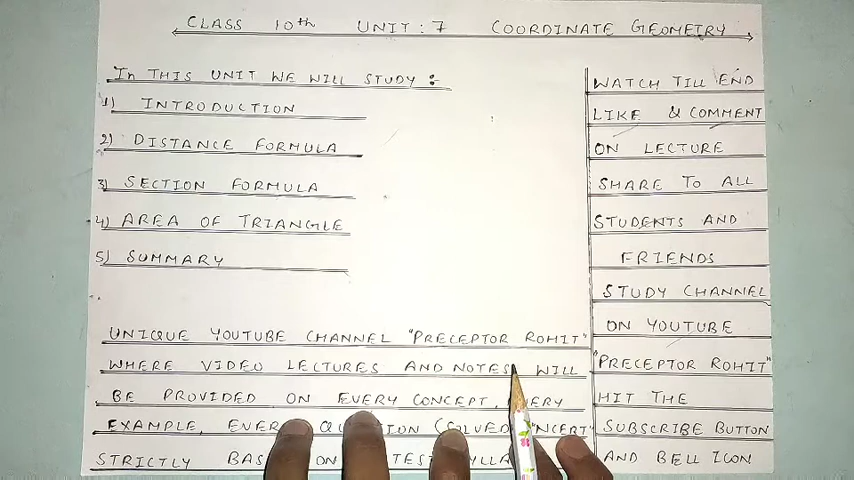 CLASS 10th UNIT : 7 COORDINATE GEOMETRY
In THIS UNIT WE WILL STUDY :-
1) INTRODUCTION
2) DISTANCE FORMULA
3) SECTION FORMULA
4) AREA OF TRIANGLE
5) SUMMARY
UNIQUE YOUTUBE CHANNEL "PRECEPTOR ROHIT"
WHERE VIDEO LECTURES AND NOTES WILL
BE PROVIDED ON EVERY CONCEPT,
EXAMPLE, (SOLVED
STRICTLY ON
WATCH TILL END
LIKE & COMMENT
ON LECTURE
SHARE TO ALL
STUDENTS AND
FRIENDS
STUDY CHANNEL
ON YOUTUBE
"PRECEPTOR ROHIT"
HIT THE
SUBSCRIBE BUTTON
AND BELL ICON